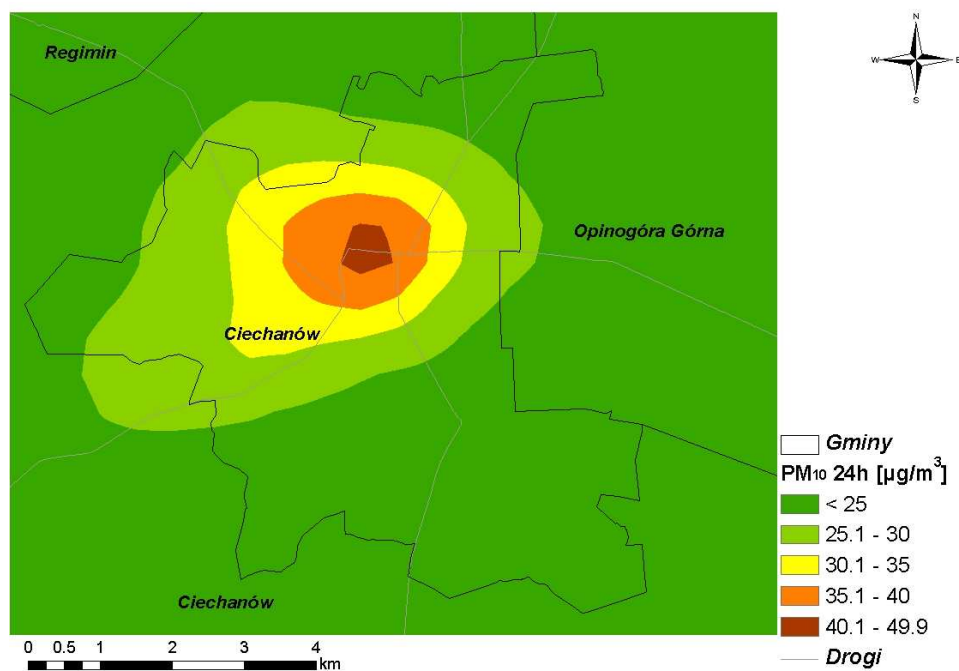 Regimin
N
W E
S
Opinogóra Górna
Ciechanów
Ciechanów
Gminy
PM₁₀ 24h [µg/m³]
< 25
25.1 - 30
30.1 - 35
35.1 - 40
40.1 - 49.9
Drogi
0 0.5 1 2 3 4
km